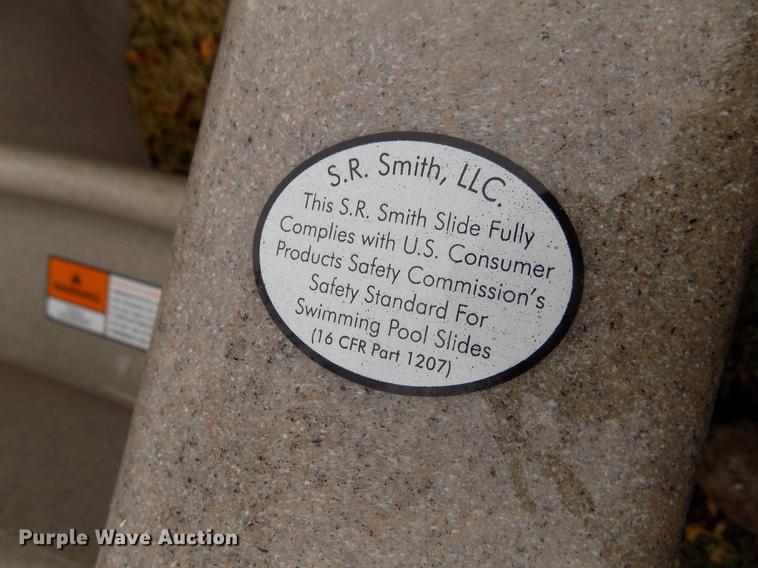 S.R. Smith, LLC.
This S.R. Smith Slide Fully
Complies with U.S. Consumer
Products Safety Commission's
Safety Standard For
Swimming Pool Slides
(16 CFR Part 1207)
WARNING
Purple Wave Auction